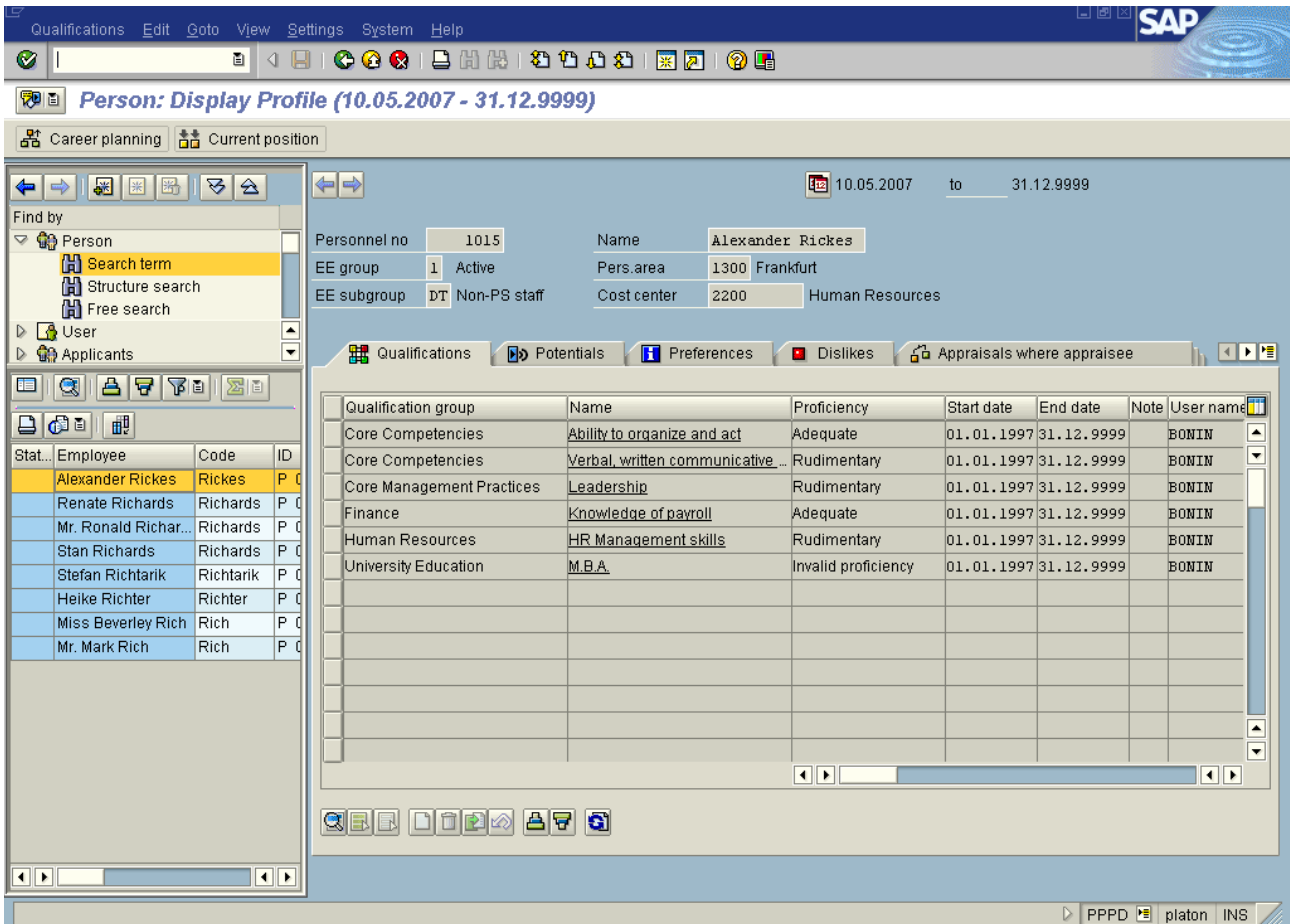 Qualifications Edit Goto View Settings System Help
SAP
Person: Display Profile (10.05.2007 - 31.12.9999)
Career planning Current position
Find by
Person
Search term
Structure search
Free search
User
Applicants
Stat... Employee Code ID
Alexander Rickes Rickes P
Renate Richards Richards P
Mr. Ronald Richar... Richards P
Stan Richards Richards P
Stefan Richtarik Richtarik P
Heike Richter Richter P
Miss Beverley Rich Rich P
Mr. Mark Rich Rich P
12 10.05.2007 to 31.12.9999
Personnel no 1015 Name Alexander Rickes
EE group 1 Active Pers.area 1300 Frankfurt
EE subgroup DT Non-PS staff Cost center 2200 Human Resources
Qualifications Potentials Preferences Dislikes Appraisals where appraisee
Qualification group Name Proficiency Start date End date Note User name
Core Competencies Ability to organize and act Adequate 01.01.1997 31.12.9999 BONIN
Core Competencies Verbal, written communicative ... Rudimentary 01.01.1997 31.12.9999 BONIN
Core Management Practices Leadership Rudimentary 01.01.1997 31.12.9999 BONIN
Finance Knowledge of payroll Adequate 01.01.1997 31.12.9999 BONIN
Human Resources HR Management skills Rudimentary 01.01.1997 31.12.9999 BONIN
University Education M.B.A. Invalid proficiency 01.01.1997 31.12.9999 BONIN
PPPD platon INS